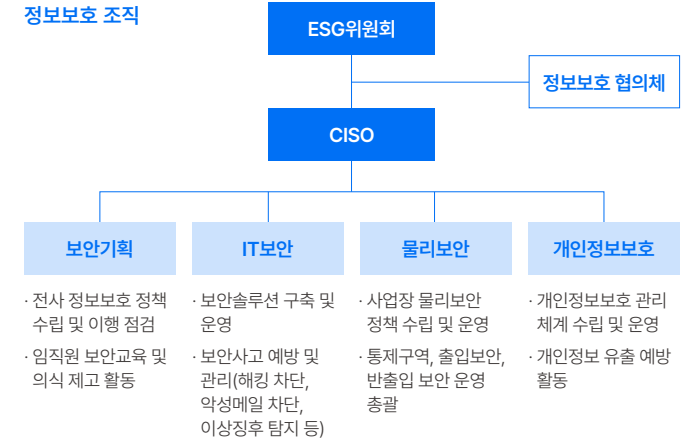 정보보호 조직
ESG위원회
정보보호 협의체
CISO
보안기획
· 전사 정보보호 정책
수립 및 이행 점검
· 임직원 보안교육 및
의식 제고 활동
IT보안
· 보안솔루션 구축 및
운영
· 보안사고 예방 및
관리(해킹 차단,
악성메일 차단,
이상징후 탐지 등)
물리보안
· 사업장 물리보안
정책 수립 및 운영
· 통제구역, 출입보안,
반출입 보안 운영
총괄
개인정보보호
· 개인정보보호 관리
체계 수립 및 운영
· 개인정보 유출 예방
활동